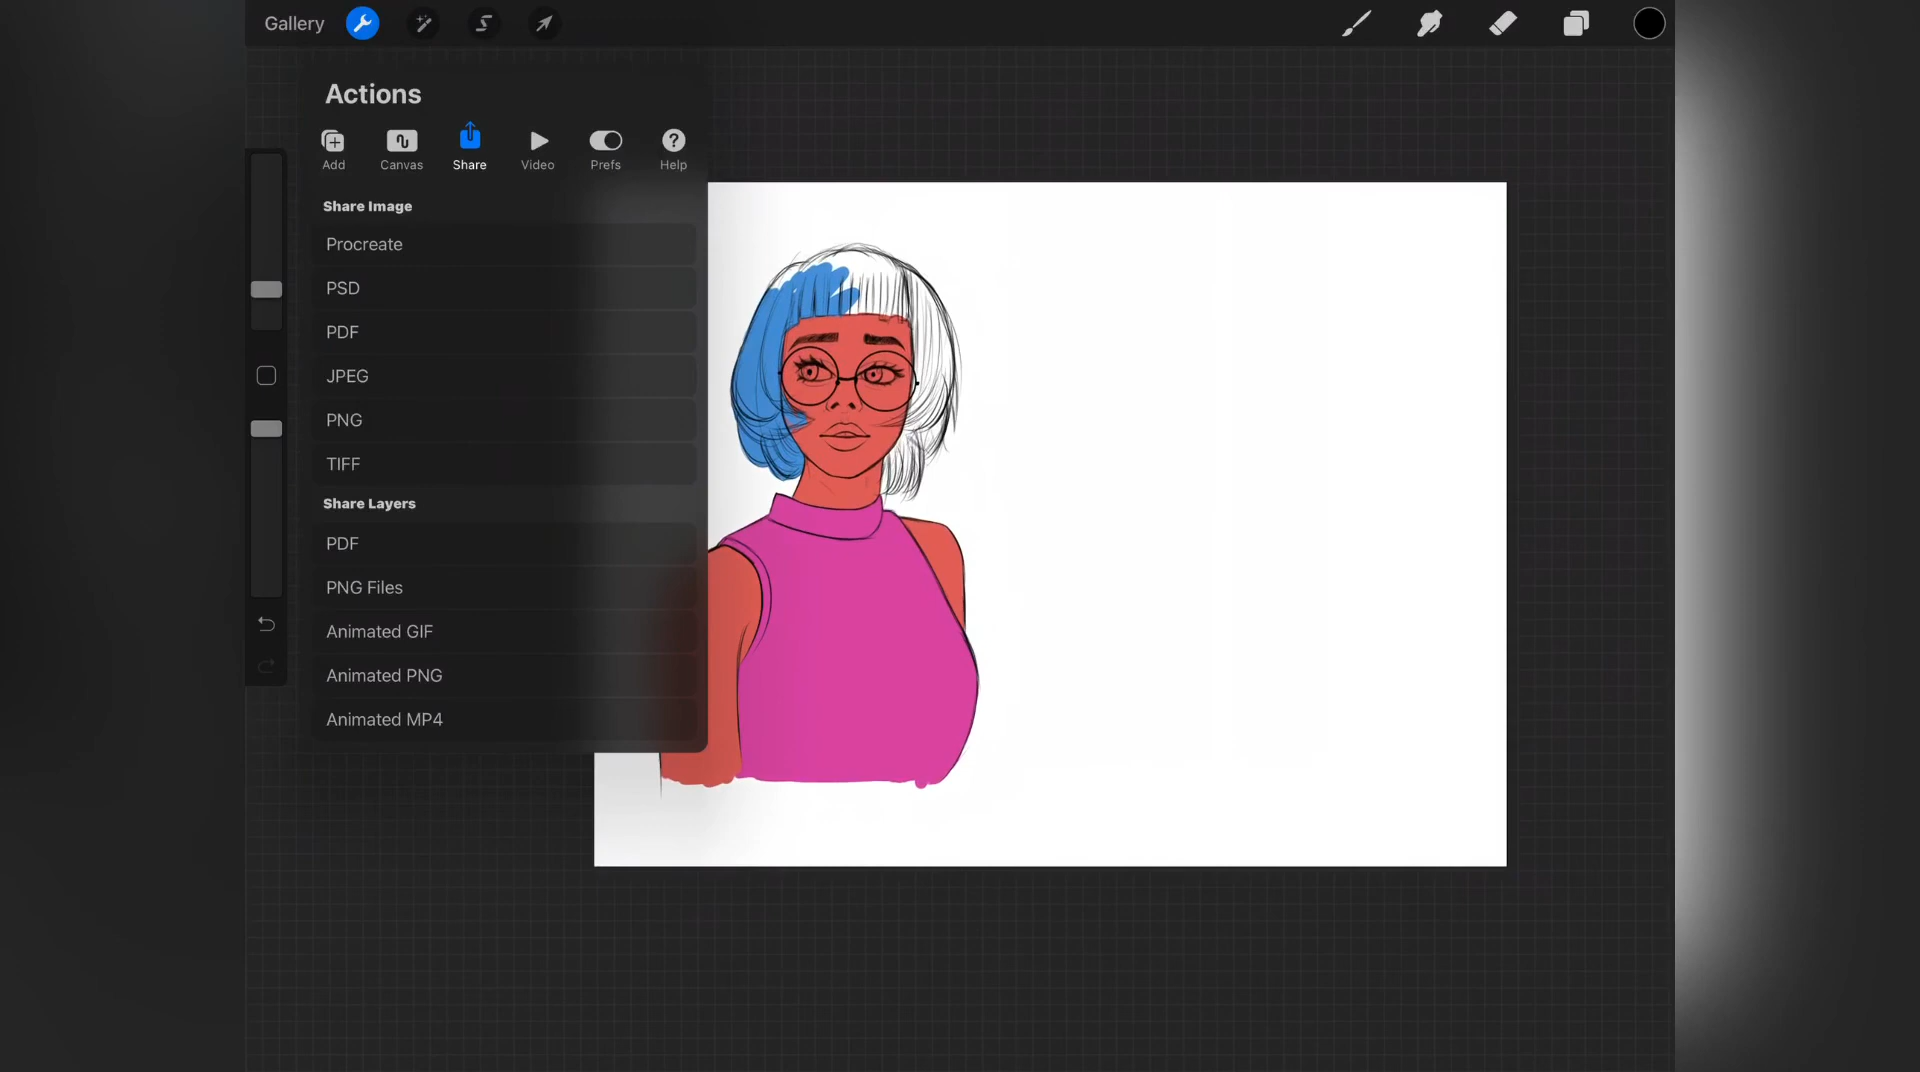 Gallery
Actions
Add Canvas Share Video Prefs Help
Share Image
Procreate
PSD
PDF
JPEG
PNG
TIFF
Share Layers
PDF
PNG Files
Animated GIF
Animated PNG
Animated MP4